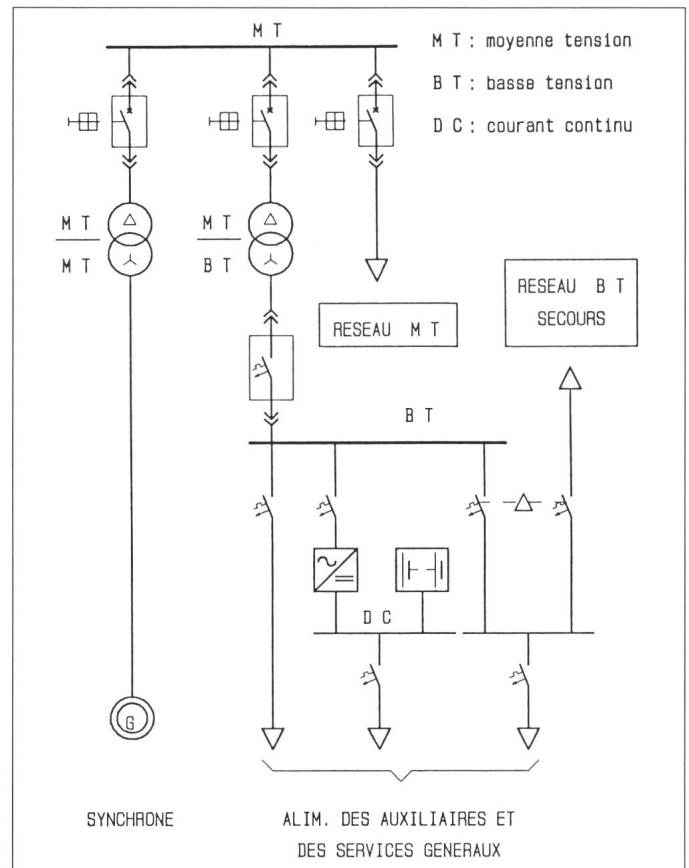 M T
M T : moyenne tension
B T : basse tension
D C : courant continu
M T
M T
M T
B T
RESEAU M T
RESEAU B T
SECOURS
B T
D C
G
SYNCHRONE
ALIM. DES AUXILIAIRES ET
DES SERVICES GENERAUX